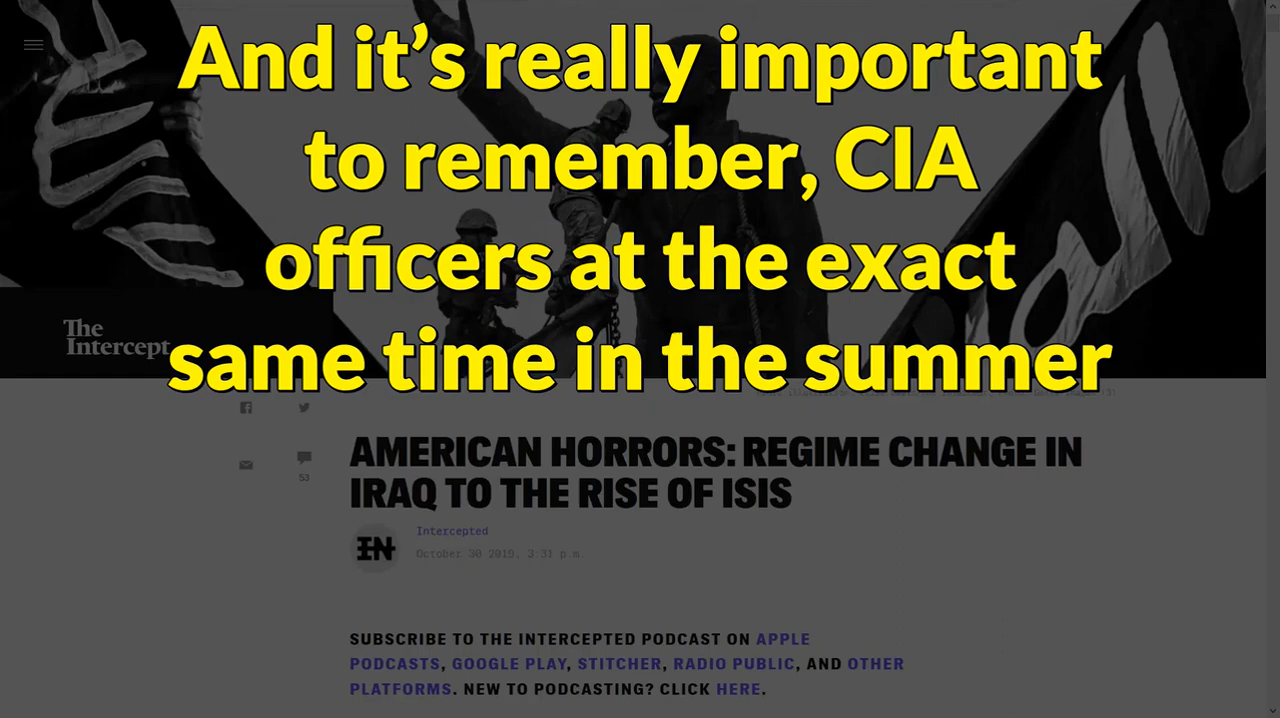 And it's really important
to remember, CIA
officers at the exact
same time in the summer
The
Intercept_
AMERICAN HORRORS: REGIME CHANGE IN
IRAQ TO THE RISE OF ISIS
53
IN
Intercepted
October 30 2019, 3:31 p.m.
SUBSCRIBE TO THE INTERCEPTED PODCAST ON APPLE
PODCASTS, GOOGLE PLAY, STITCHER, RADIO PUBLIC, AND OTHER
PLATFORMS. NEW TO PODCASTING? CLICK HERE.